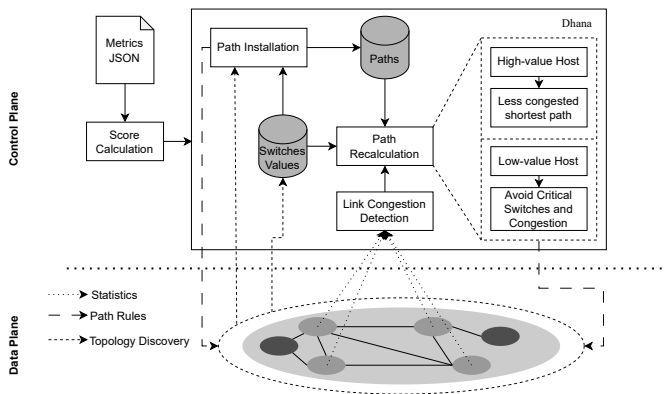 Dhana
Metrics
JSON
Path Installation
Paths
High-value Host
Less congested
shortest path
Score
Calculation
Switches
Values
Path
Recalculation
Low-value Host
Avoid Critical
Switches and
Congestion
Link Congestion
Detection
Control Plane
Statistics
Path Rules
Topology Discovery
Data Plane